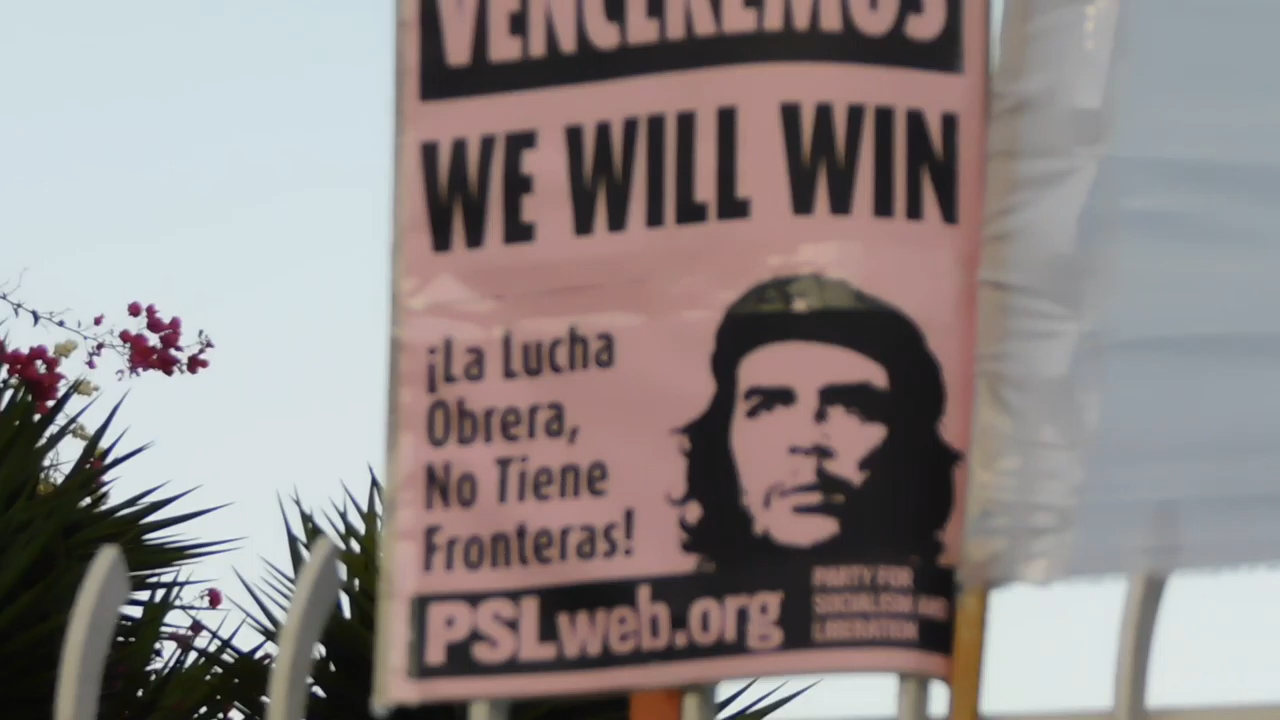 VENCEREMOS
WE WILL WIN
¡La Lucha
Obrera,
No Tiene
Fronteras!
PSLweb.org
PARTY FOR
SOCIALISM AND
LIBERATION